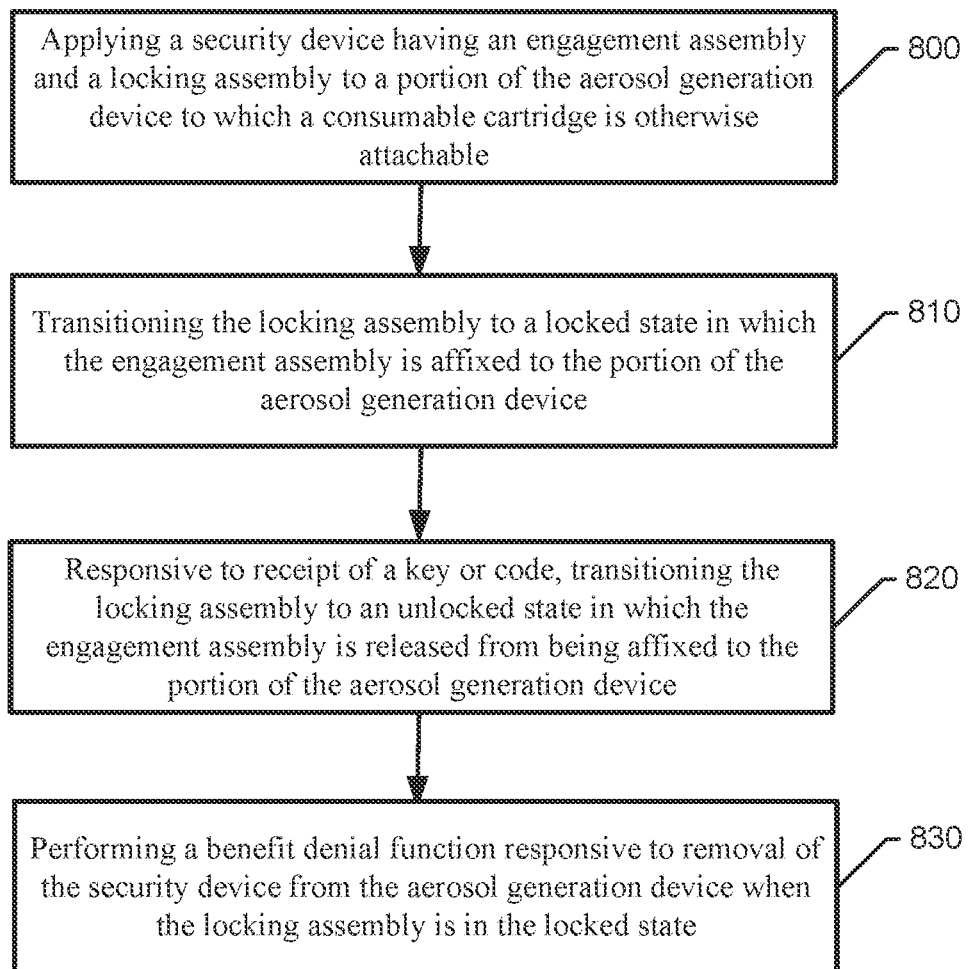 Applying a security device having an engagement assembly
and a locking assembly to a portion of the aerosol generation
device to which a consumable cartridge is otherwise
attachable
800
Transitioning the locking assembly to a locked state in which
the engagement assembly is affixed to the portion of the
aerosol generation device
810
Responsive to receipt of a key or code, transitioning the
locking assembly to an unlocked state in which the
engagement assembly is released from being affixed to the
portion of the aerosol generation device
820
Performing a benefit denial function responsive to removal of
the security device from the aerosol generation device when
the locking assembly is in the locked state
830